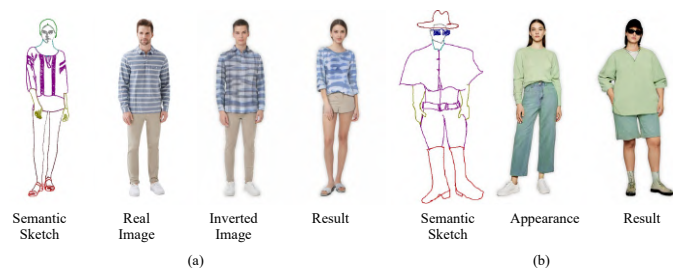 Semantic Sketch
Real Image
Inverted Image
Result
Semantic Sketch
Appearance
Result
(a)
(b)